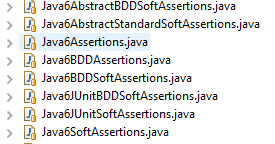 Java6AbstractBDDSoftAssertions.java
Java6AbstractStandardSoftAssertions.java
Java6Assertions.java
Java6BDDAssertions.java
Java6BDDSoftAssertions.java
Java6JUnitBDDSoftAssertions.java
Java6JUnitSoftAssertions.java
Java6SoftAssertions.java